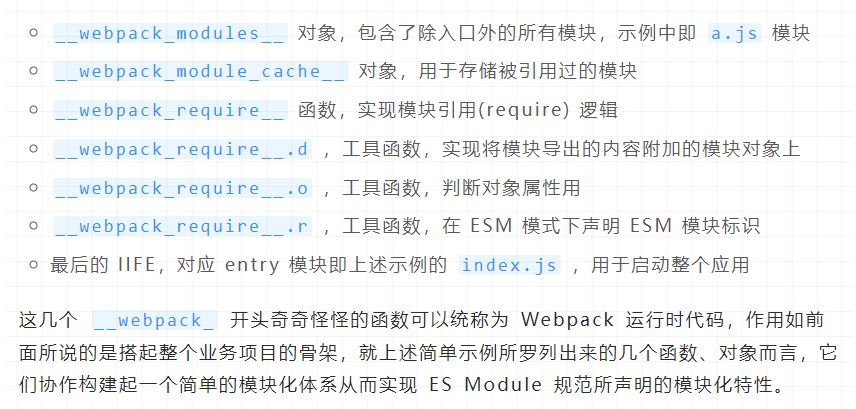 __webpack_modules__ 对象，包含了除入口外的所有模块，示例中即 a.js 模块
__webpack_module_cache__ 对象，用于存储被引用过的模块
__webpack_require__ 函数，实现模块引用(require) 逻辑
__webpack_require__.d ，工具函数，实现将模块导出的内容附加的模块对象上
__webpack_require__.o ，工具函数，判断对象属性用
__webpack_require__.r ，工具函数，在 ESM 模式下声明 ESM 模块标识
最后的 IIFE，对应 entry 模块即上述示例的 index.js ，用于启动整个应用
这几个 __webpack_ 开头奇奇怪怪的函数可以统称为 Webpack 运行时代码，作用如前
面所说的是搭起整个业务项目的骨架，就上述简单示例所罗列出来的几个函数、对象而言，它
们协作构建起一个简单的模块化体系从而实现 ES Module 规范所声明的模块化特性。